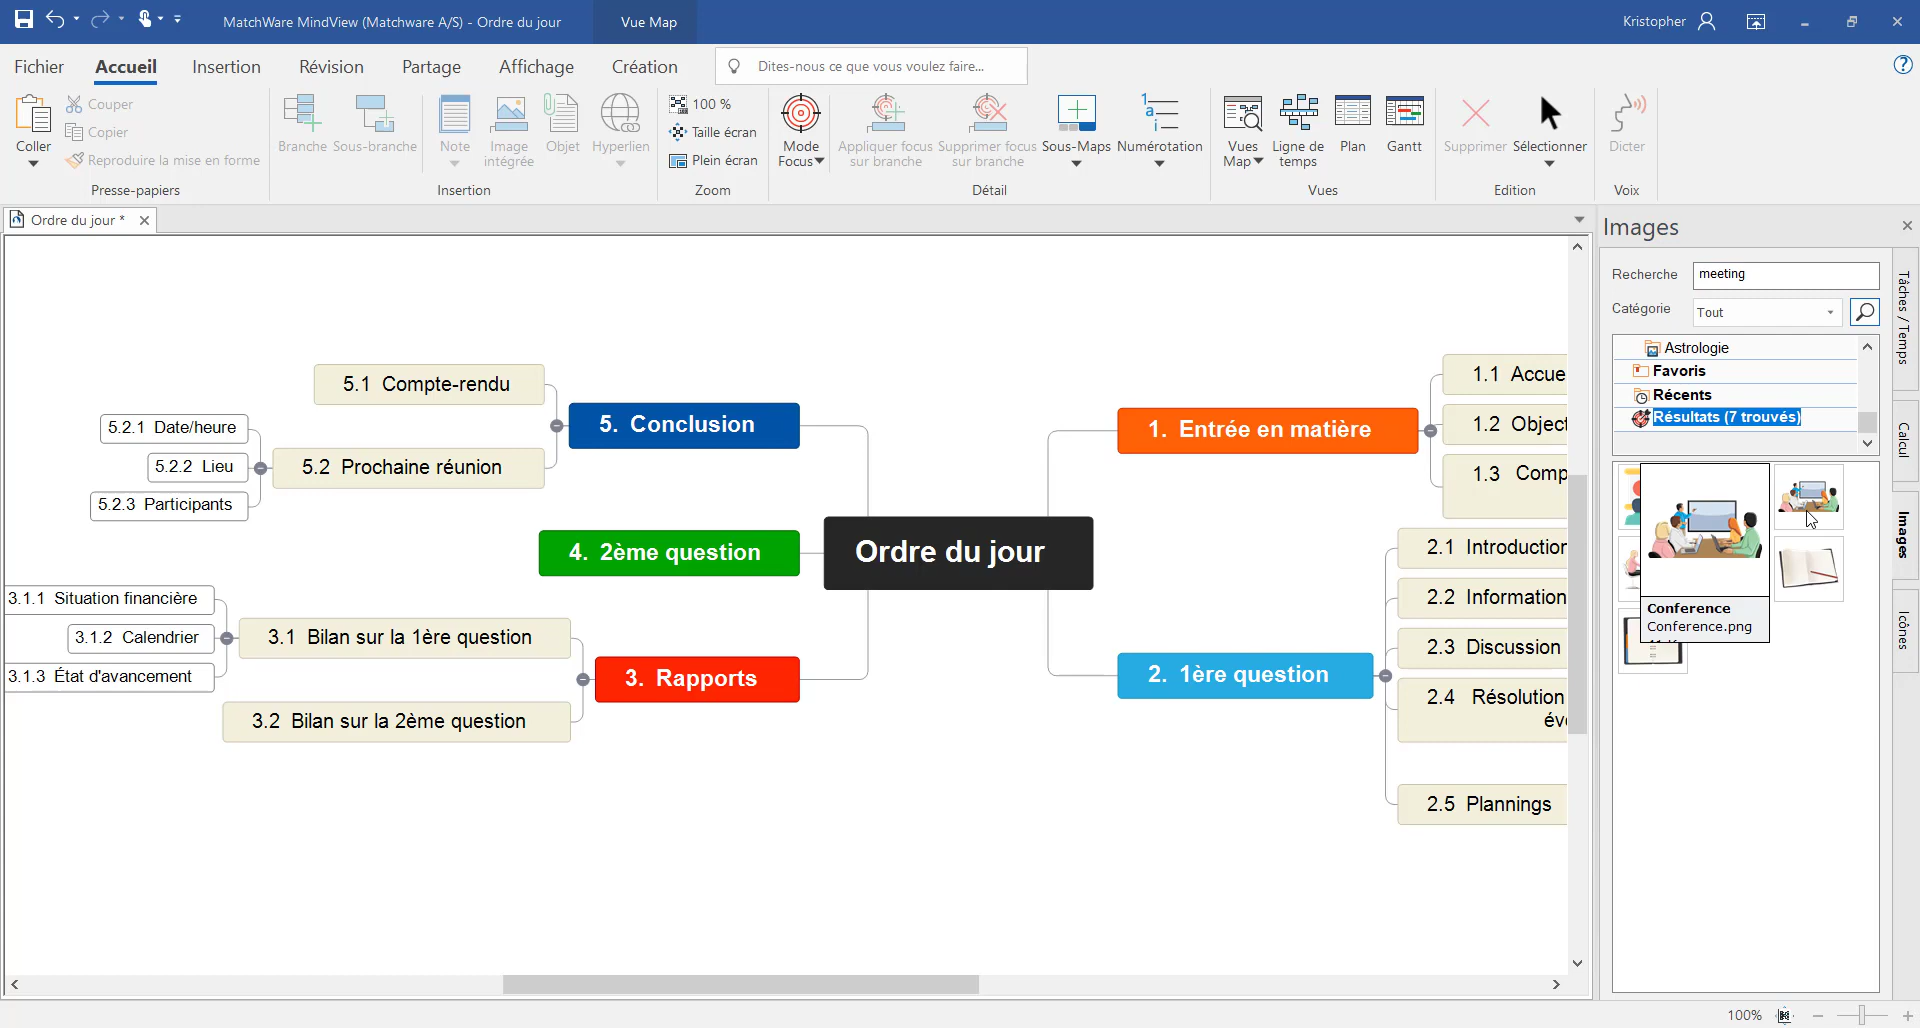 MatchWare MindView (Matchware A/S) - Ordre du jour
Vue Map
Kristopher
Fichier
Accueil
Insertion
Révision
Partage
Affichage
Création
Dites-nous ce que vous voulez faire...
Coller
Couper
Copier
Reproduire la mise en forme
Presse-papiers
Branche
Sous-branche
Note
Image intégrée
Objet
Hyperlien
Insertion
100 %
Taille écran
Plein écran
Zoom
Mode Focus
Appliquer focus sur branche
Supprimer focus sur branche
Sous-Maps
Numérotation
Détail
Vues Map
Ligne de temps
Plan
Gantt
Vues
Supprimer
Sélectionner
Edition
Dicter
Voix
Ordre du jour *
5.1 Compte-rendu
5. Conclusion
5.2.1 Date/heure
5.2.2 Lieu
5.2 Prochaine réunion
5.2.3 Participants
4. 2ème question
Ordre du jour
3.1.1 Situation financière
3.1.2 Calendrier
3.1 Bilan sur la 1ère question
3.1.3 État d'avancement
3. Rapports
3.2 Bilan sur la 2ème question
1. Entrée en matière
1.1 Accue
1.2 Object
1.3 Comp
2. 1ère question
2.1 Introduction
2.2 Information
2.3 Discussion
2.4 Résolution
éve
2.5 Plannings
Images
Recherche
meeting
Catégorie
Tout
Astrologie
Favoris
Récents
Résultats (7 trouvés)
Conference
Conference.png
Tâches / Temps
Calcul
Images
Icônes
100%